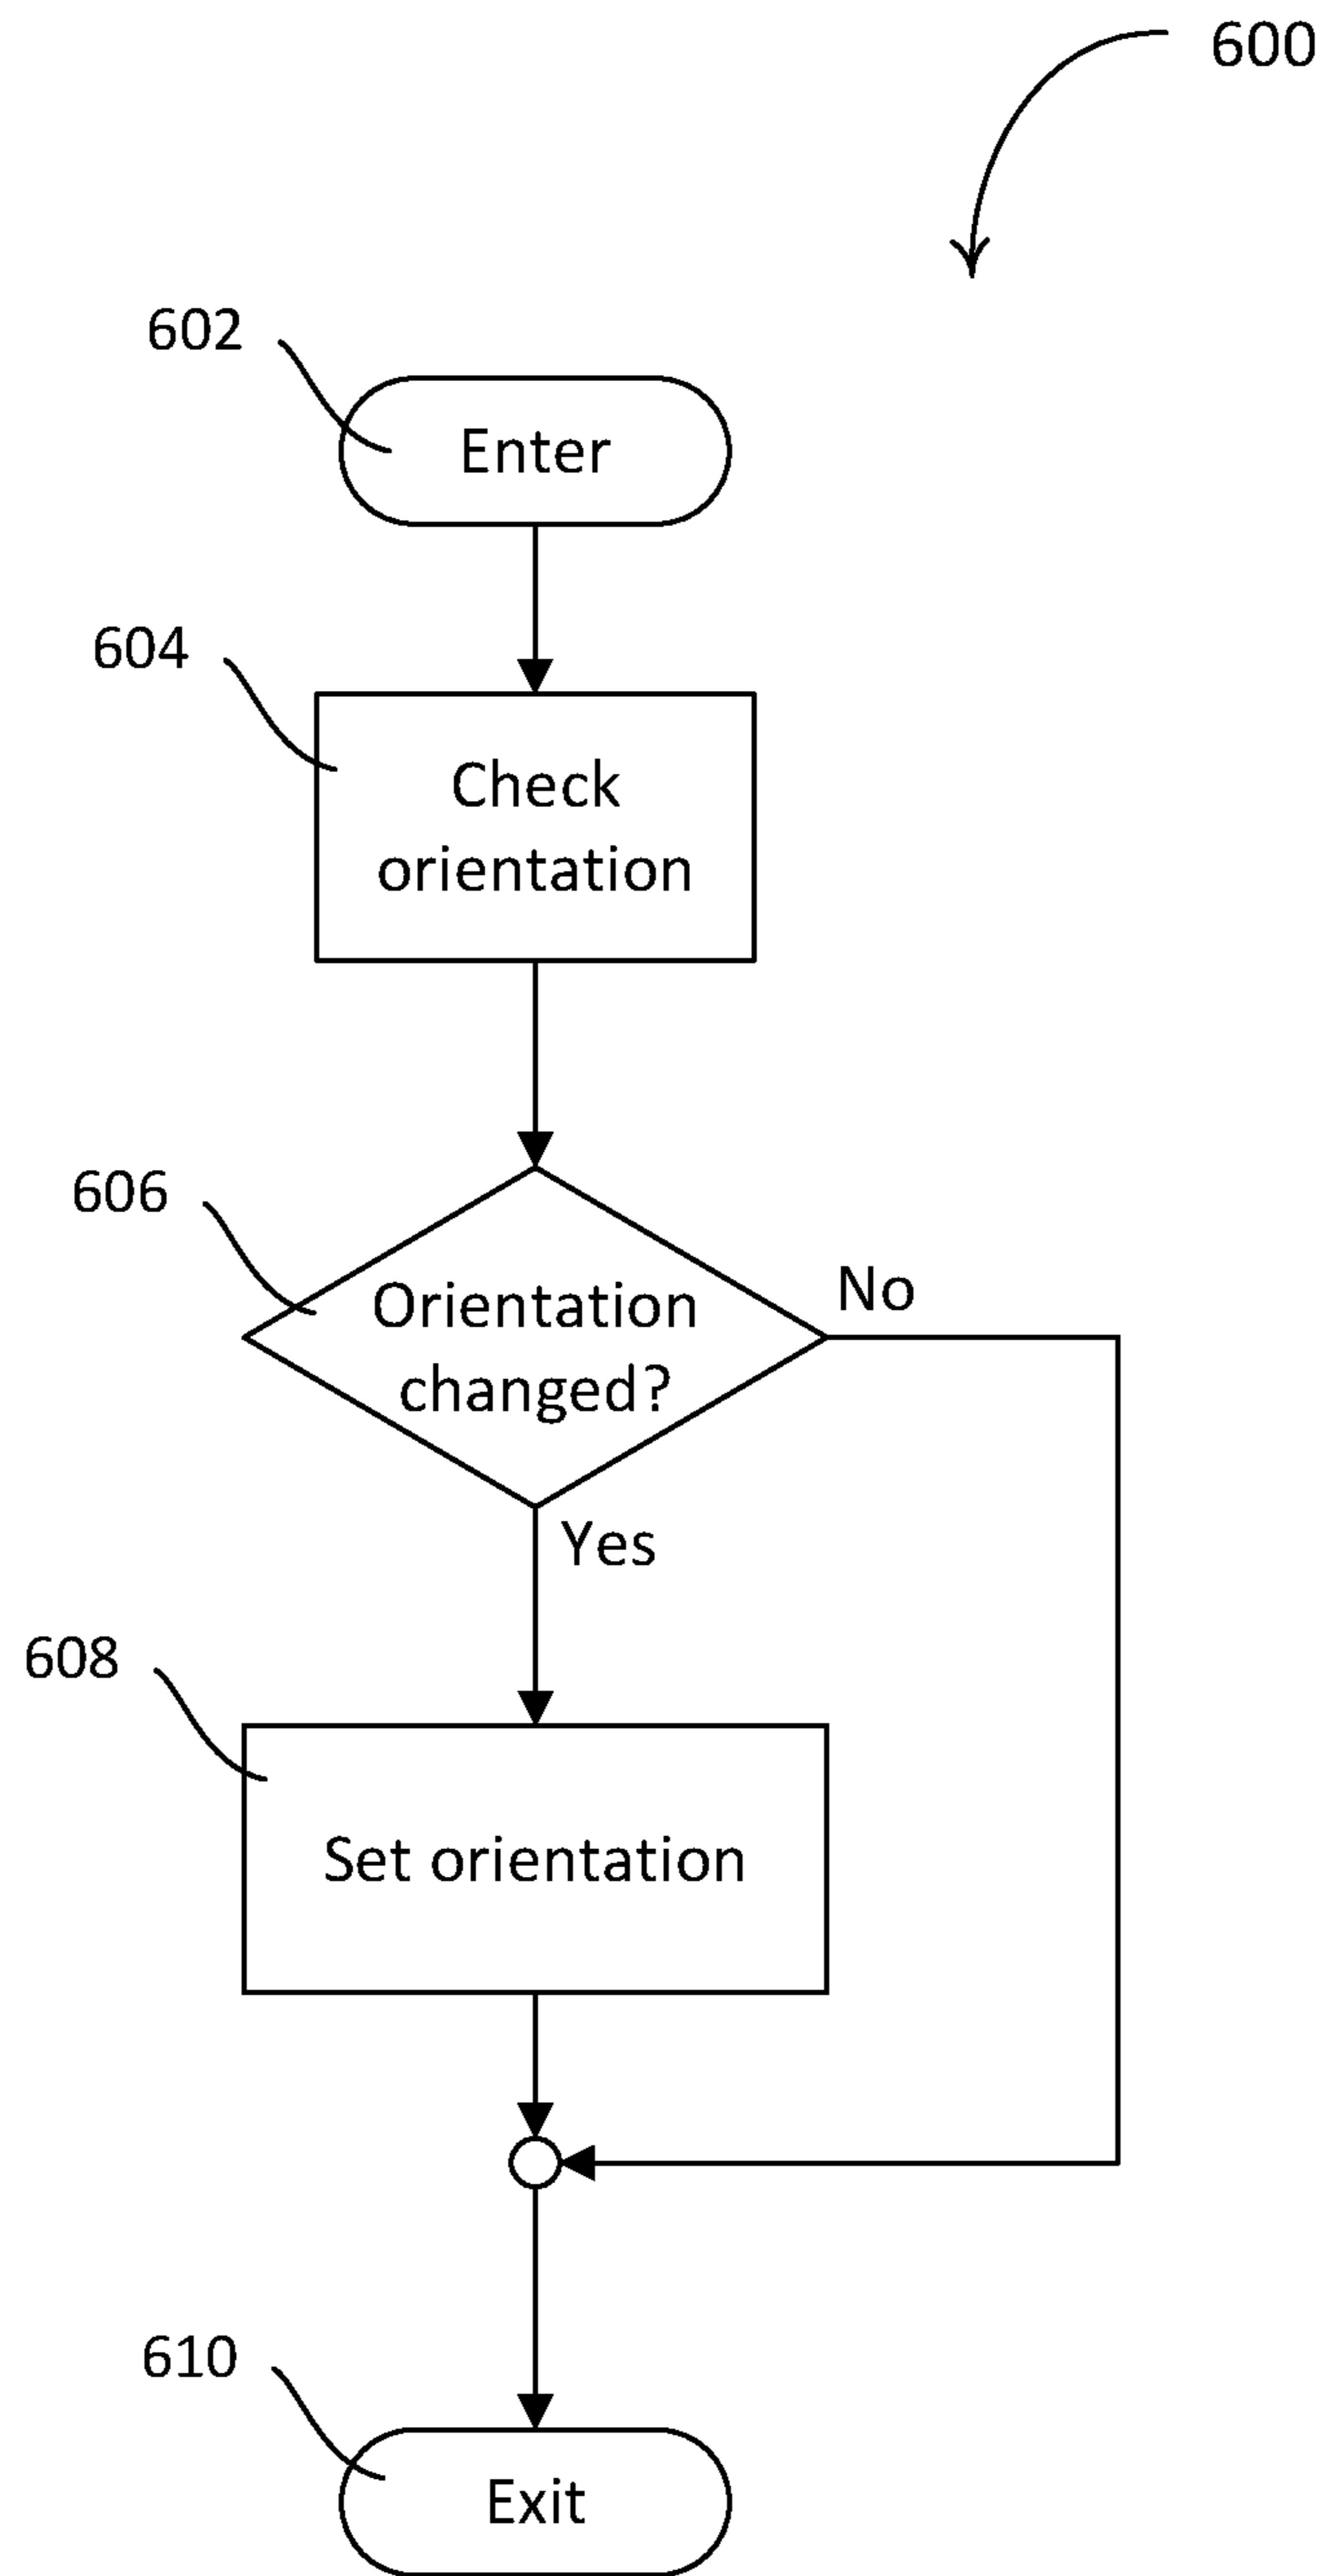 600
602
Enter
604
Check
orientation
606
Orientation
changed?
No
Yes
608
Set orientation
610
Exit